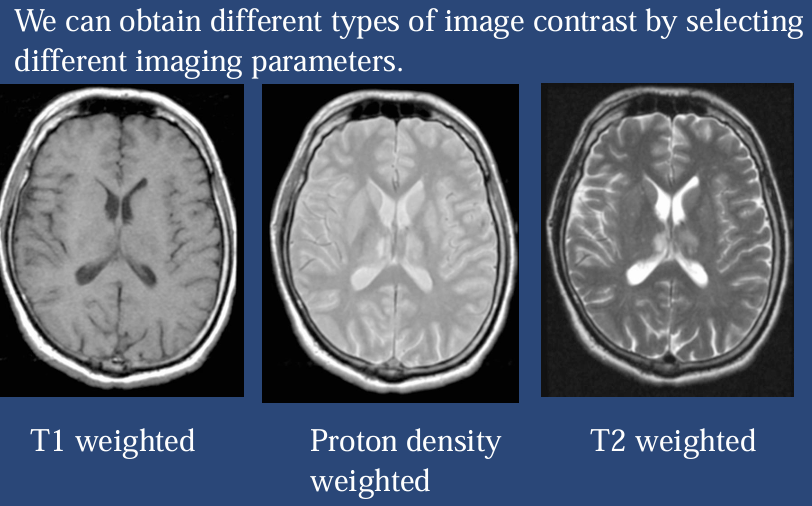 We can obtain different types of image contrast by selecting
different imaging parameters.
T1 weighted
Proton density
weighted
T2 weighted